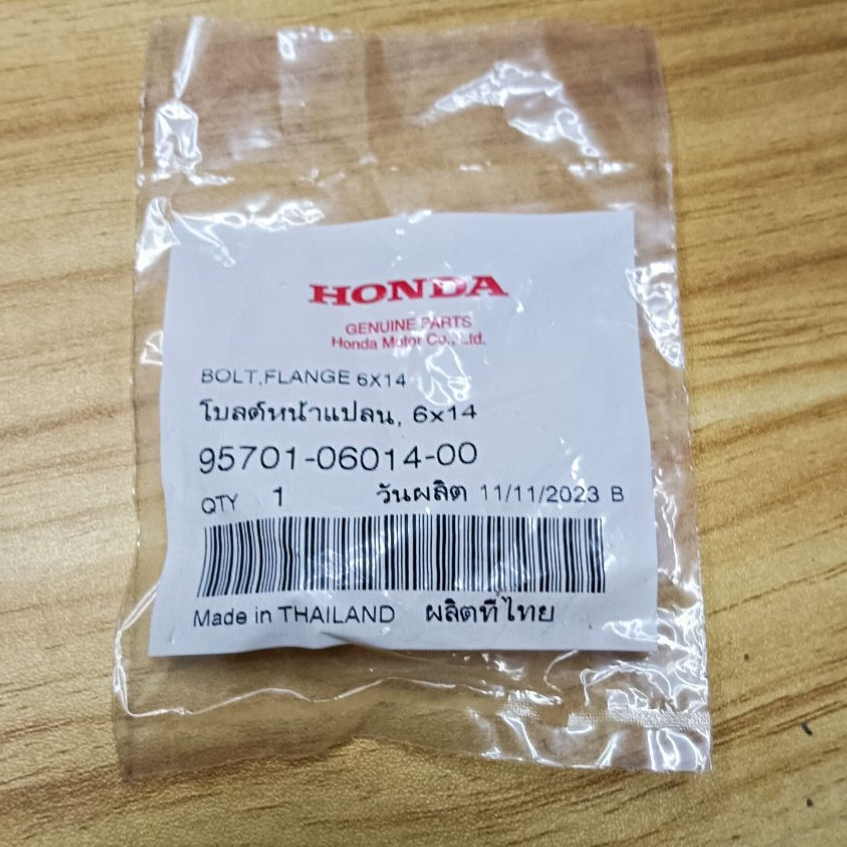 HONDA
GENUINE PARTS
Honda Motor Co., Ltd.
BOLT,FLANGE 6X14
โบลต์หน้าแปลน, 6x14
95701-06014-00
QTY 1 วันผลิต 11/11/2023 B
Made in THAILAND ผลิตที่ไทย